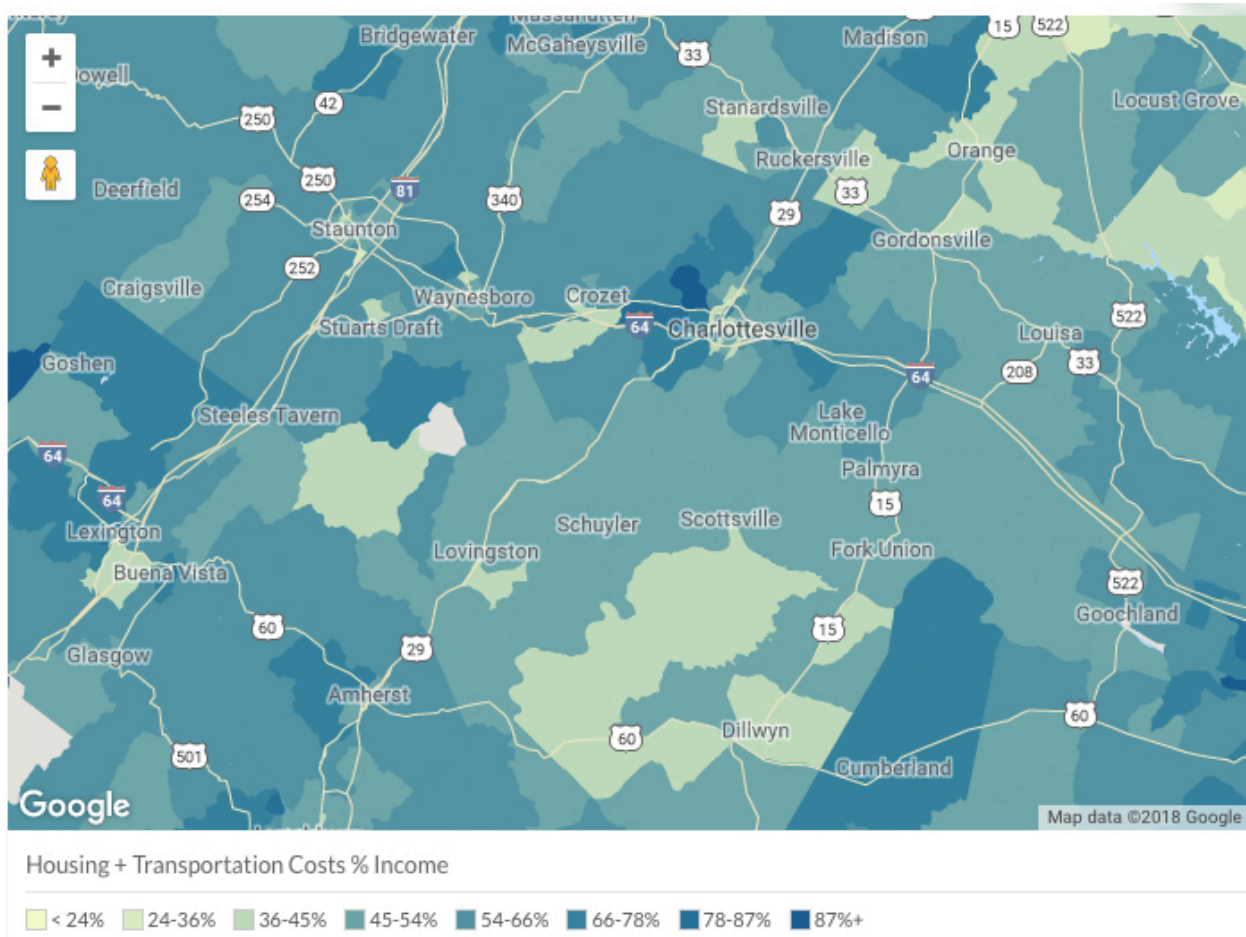 Massanutten
15
522
Bridgewater
McGaheysville
33
Madison
+
−
42
Locust Grove
250
Stanardsville
Orange
Ruckersville
250
Deerfield
81
33
254
340
29
Staunton
Gordonsville
252
Craigsville
Waynesboro
Crozet
522
Stuarts Draft
64
Charlottesville
Louisa
Goshen
33
208
64
Steeles Tavern
Lake
Monticello
64
Palmyra
64
15
Lexington
Schuyler
Scottsville
Lovingston
Fork Union
Buena Vista
522
Goochland
60
15
29
Glasgow
Amherst
60
Dillwyn
60
501
Cumberland
Google
Map data ©2018 Google
Housing + Transportation Costs % Income
< 24%
24-36%
36-45%
45-54%
54-66%
66-78%
78-87%
87%+